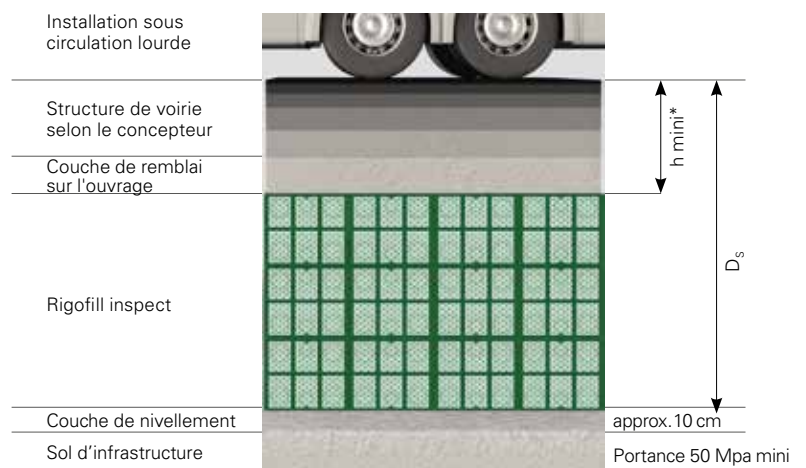 Installation sous
circulation lourde
Structure de voirie
selon le concepteur
h mini*
Couche de remblai
sur l'ouvrage
Ds
Rigofill inspect
Couche de nivellement
approx.10 cm
Sol d'infrastructure
Portance 50 Mpa mini